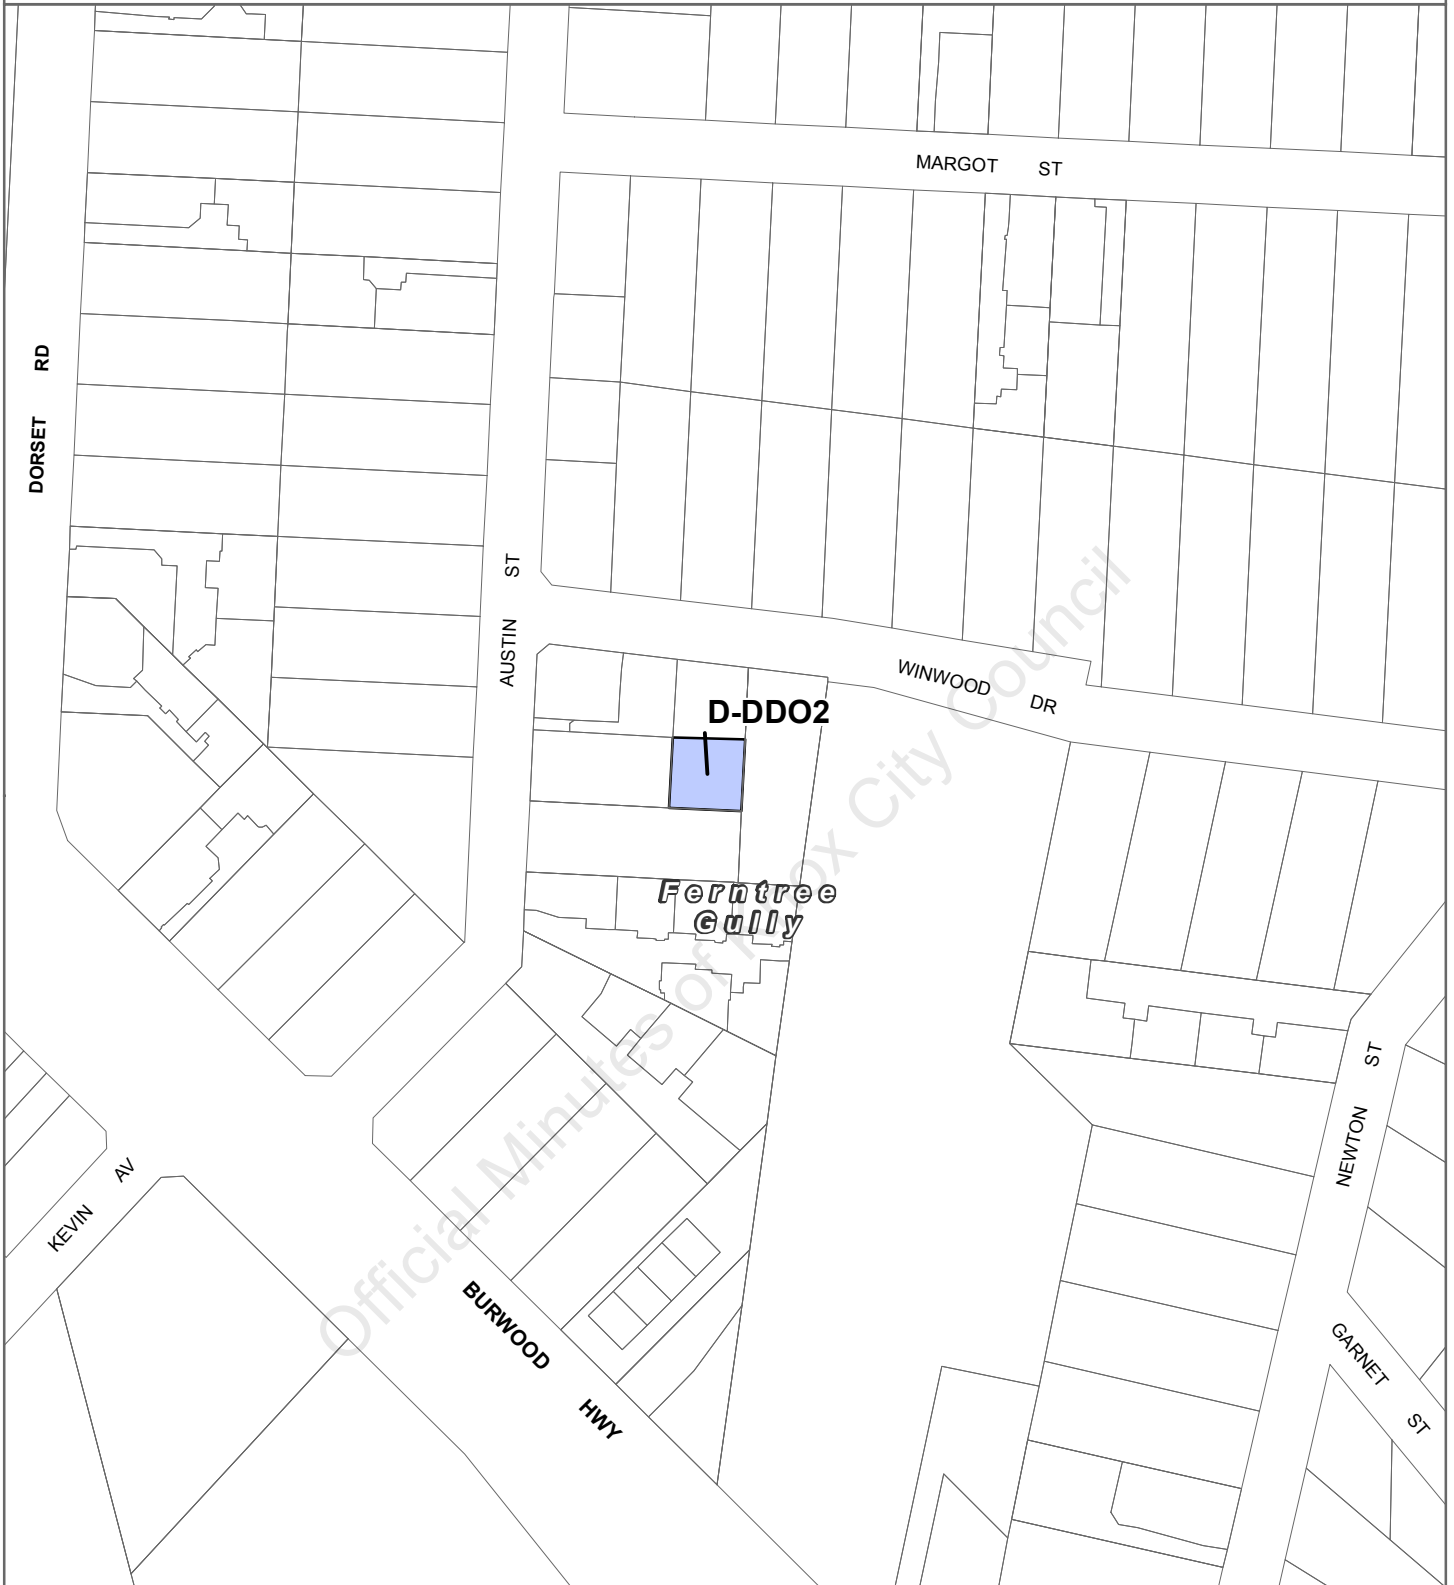 MARGOT ST
DORSET RD
AUSTIN ST
WINWOOD DR
D-DDO2
Ferntree
Gully
NEWTON ST
KEVIN AV
BURWOOD HWY
GARNET ST
Official Minutes of Knox City Council